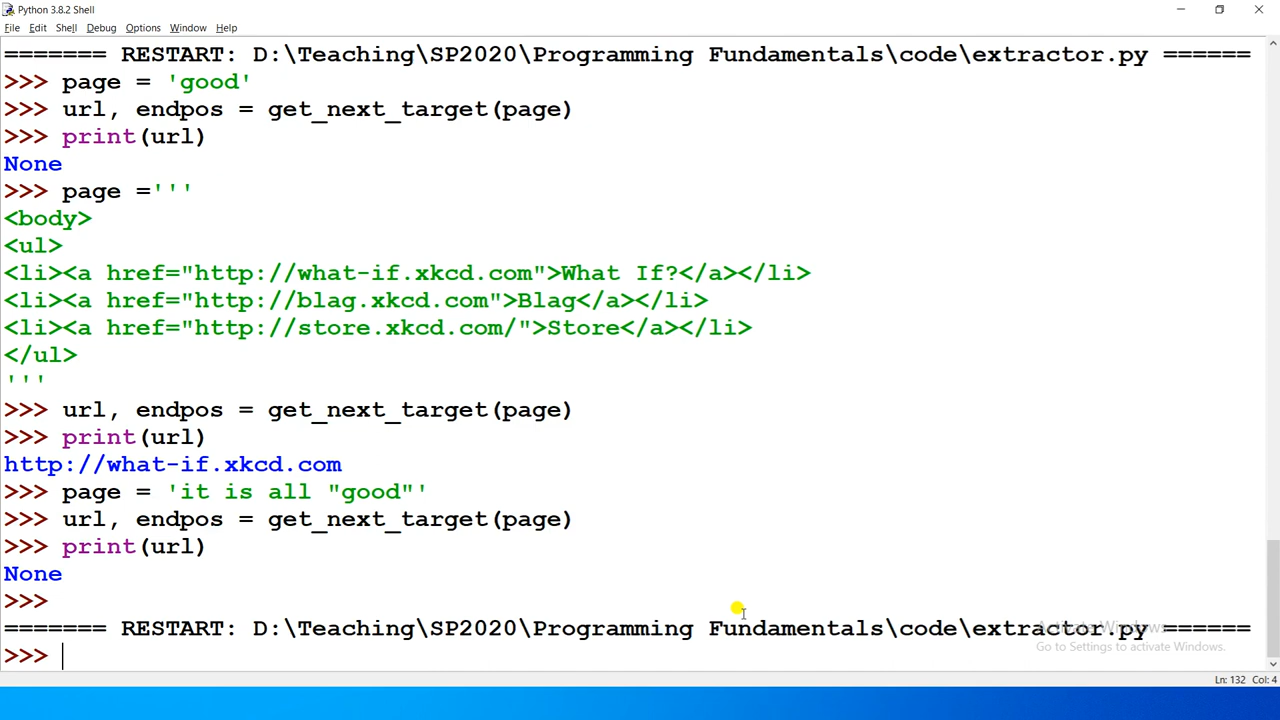 Python 3.8.2 Shell
File Edit Shell Debug Options Window Help
======= RESTART: D:\Teaching\SP2020\Programming Fundamentals\code\extractor.py ======
>>> page = 'good'
>>> url, endpos = get_next_target(page)
>>> print(url)
None
>>> page ='''
<body>
<ul>
<li><a href="http://what-if.xkcd.com">What If?</a></li>
<li><a href="http://blag.xkcd.com">Blag</a></li>
<li><a href="http://store.xkcd.com/">Store</a></li>
</ul>
'''
>>> url, endpos = get_next_target(page)
>>> print(url)
http://what-if.xkcd.com
>>> page = 'it is all "good"'
>>> url, endpos = get_next_target(page)
>>> print(url)
None
>>>
======= RESTART: D:\Teaching\SP2020\Programming Fundamentals\code\extractor.py ======
Activate Windows
Go to Settings to activate Windows.
>>>
Ln: 132 Col: 4